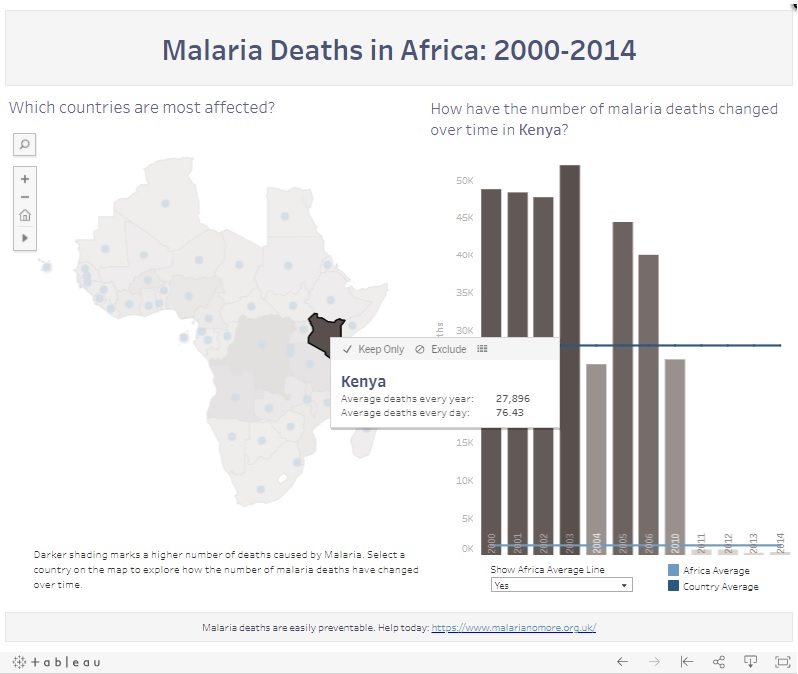 Malaria Deaths in Africa: 2000-2014
Which countries are most affected?
How have the number of malaria deaths changed
over time in Kenya?
50K
45K
40K
35K
30K
Keep Only
Exclude
Kenya
Average deaths every year: 27,896
Average deaths every day: 76.43
15K
10K
5K
0K
2000
2001
2002
2003
2004
2005
2006
2010
2011
2012
2013
2014
Darker shading marks a higher number of deaths caused by Malaria. Select a
country on the map to explore how the number of malaria deaths have changed
over time.
Show Africa Average Line
Yes
Africa Average
Country Average
Malaria deaths are easily preventable. Help today: https://www.malarianomore.org.uk/
+ a b l e a u